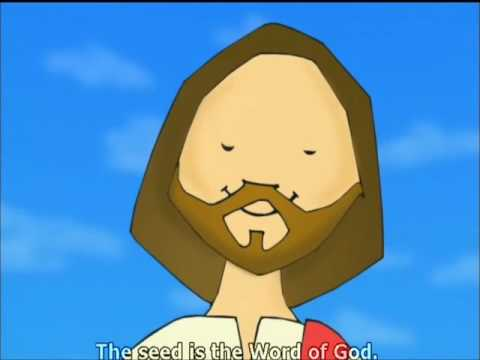 The seed is the Word of God.